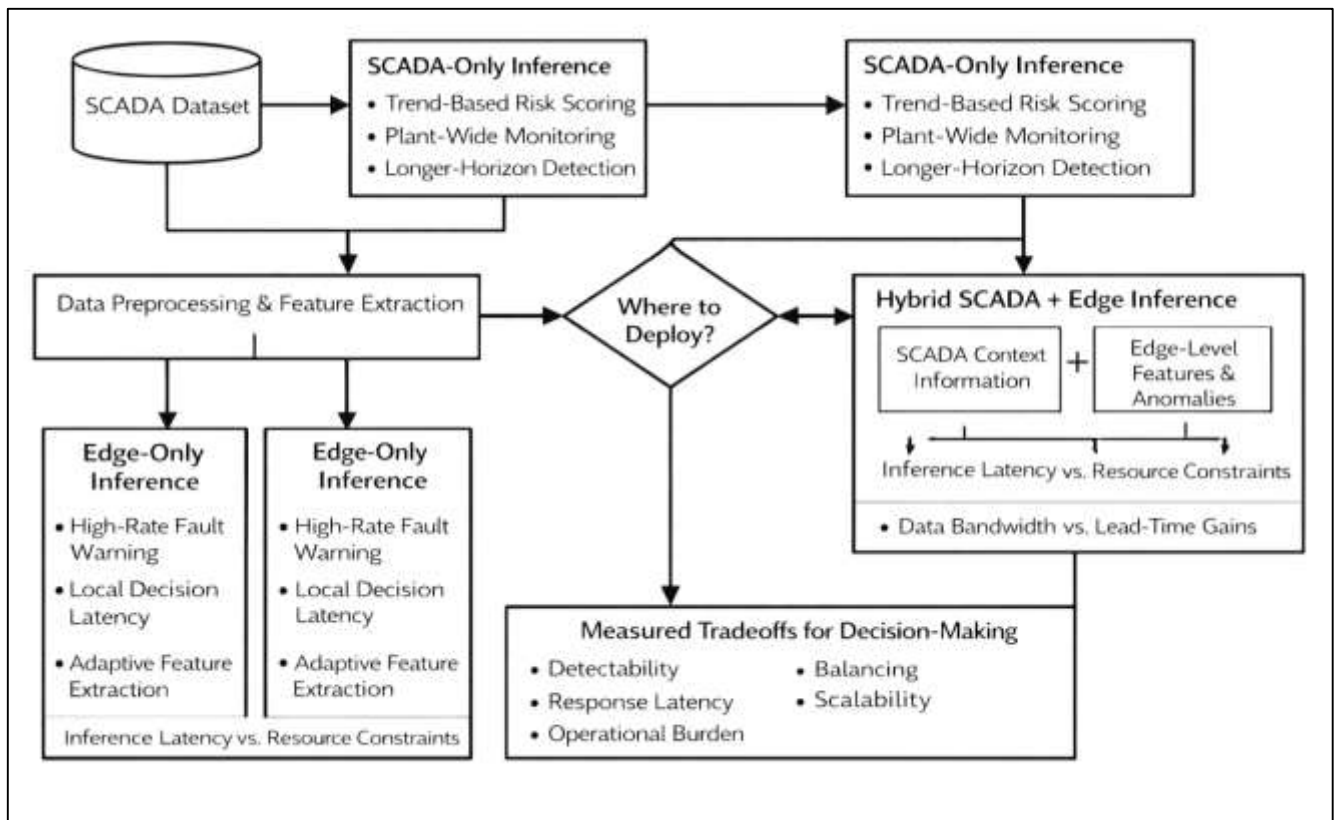 SCADA Dataset
SCADA-Only Inference
• Trend-Based Risk Scoring
• Plant-Wide Monitoring
• Longer-Horizon Detection
SCADA-Only Inference
• Trend-Based Risk Scoring
• Plant-Wide Monitoring
• Longer-Horizon Detection
Data Preprocessing & Feature Extraction
Where to
Deploy?
Hybrid SCADA + Edge Inference
SCADA Context
Information
+
Edge-Level
Features &
Anomalies
Inference Latency vs. Resource Constraints
• Data Bandwidth vs. Lead-Time Gains
Edge-Only
Inference
• High-Rate Fault
Warning
• Local Decision
Latency
• Adaptive Feature
Extraction
Edge-Only
Inference
• High-Rate Fault
Warning
• Local Decision
Latency
• Adaptive Feature
Extraction
Inference Latency vs. Resource Constraints
Measured Tradeoffs for Decision-Making
• Detectability
• Response Latency
• Operational Burden
• Balancing
• Scalability